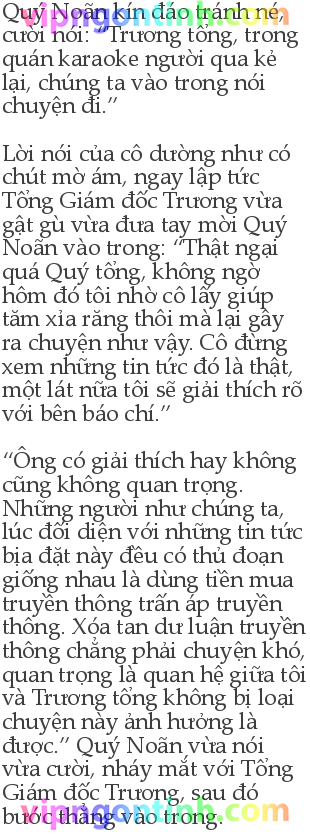 Quý Noãn kín đáo tránh né,
cười nói: “Trương tổng, trong
quán karaoke người qua kẻ
lại, chúng ta vào trong nói
chuyện đi.”
Lời nói của cô dường như có
chút mờ ám, ngay lập tức
Tổng Giám đốc Trương vừa
gật gù vừa đưa tay mời Quý
Noãn vào trong: “Thật ngại
quá Quý tổng, không ngờ
hôm đó tôi nhờ cô lấy giúp
tăm xỉa răng thôi mà lại gây
ra chuyện như vậy. Cô đừng
xem những tin tức đó là thật,
một lát nữa tôi sẽ giải thích rõ
với bên báo chí.”
“Ông có giải thích hay không
cũng không quan trọng.
Những người như chúng ta,
lúc đối diện với những tin tức
bịa đặt này đều có thủ đoạn
giống nhau là dùng tiền mua
truyền thông trấn áp truyền
thông. Xóa tan dư luận truyền
thông chẳng phải chuyện khó,
quan trọng là quan hệ giữa tôi
và Trương tổng không bị loại
chuyện này ảnh hưởng là
được.” Quý Noãn vừa nói
vừa cười, nháy mắt với Tổng
Giám đốc Trương, sau đó
bước thẳng vào trong.
vipngontinh.com
vipngontinh.com